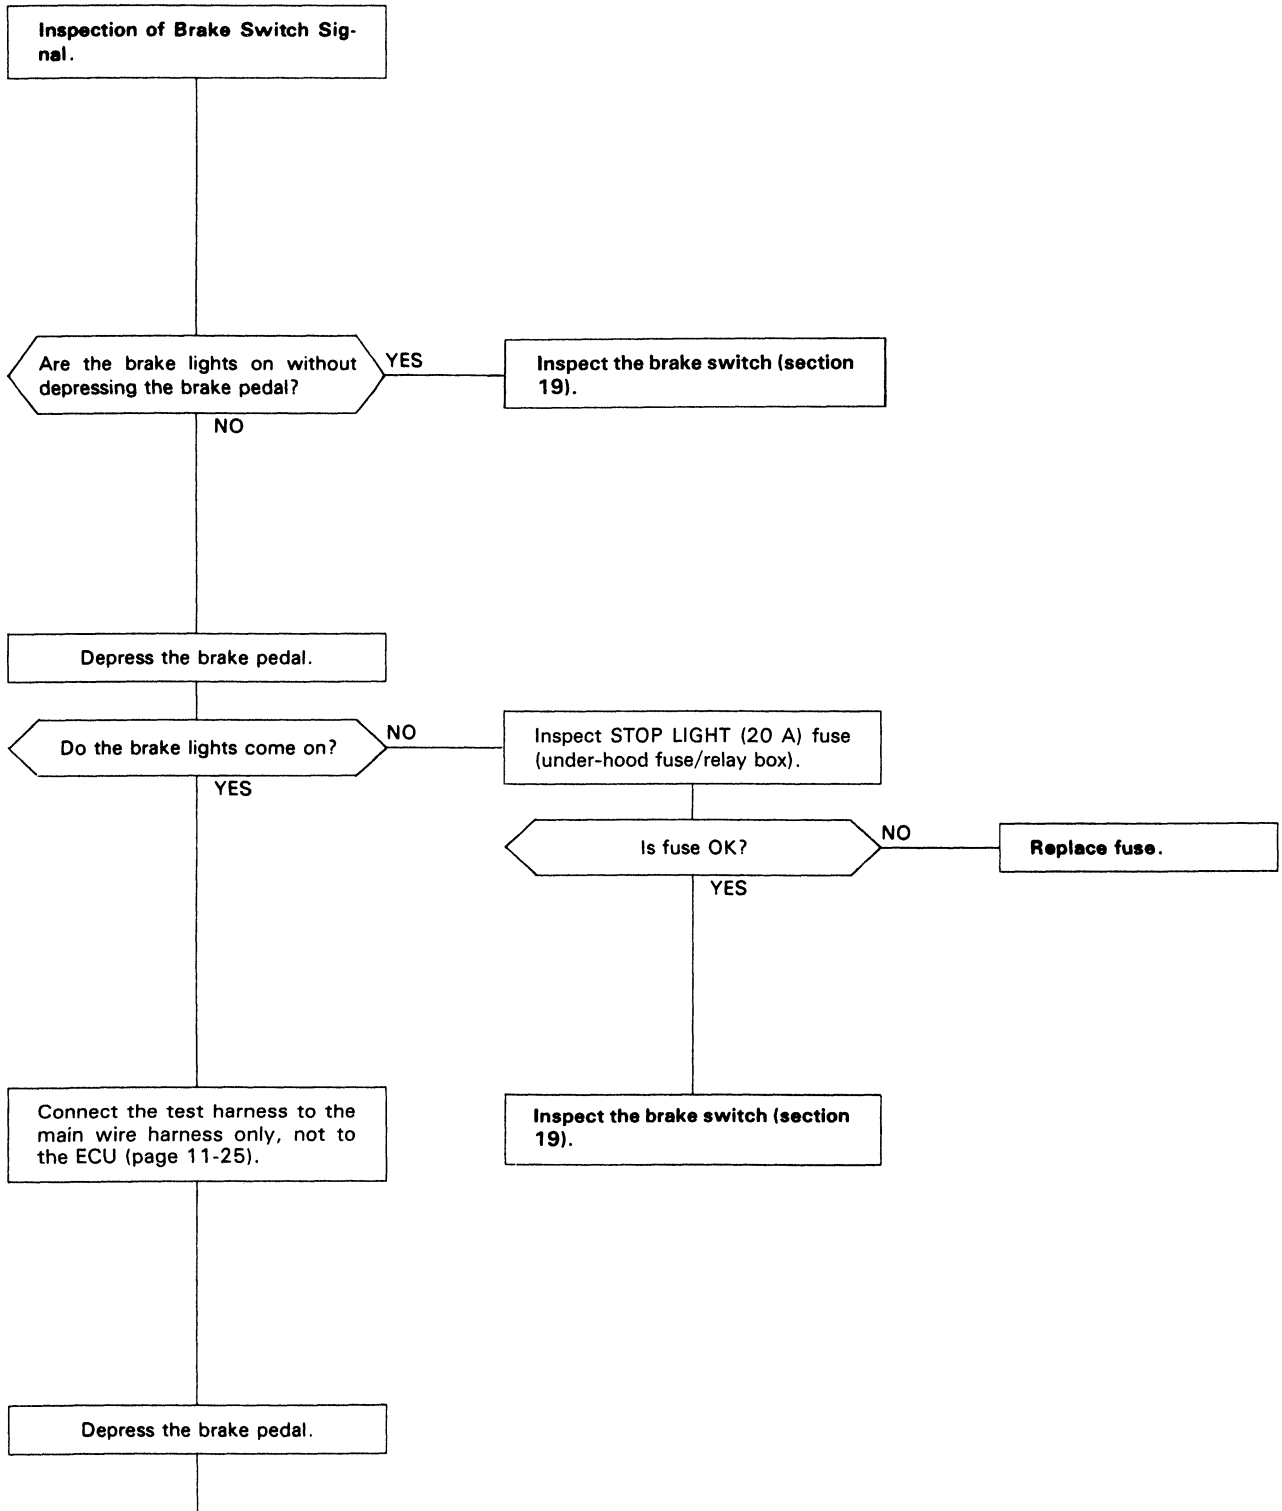 Inspection of Brake Switch Sig-
nal.
Are the brake lights on without
depressing the brake pedal?
YES
Inspect the brake switch (section
19).
NO
Depress the brake pedal.
Do the brake lights come on?
NO
Inspect STOP LIGHT (20 A) fuse
(under-hood fuse/relay box).
YES
Is fuse OK?
NO
Replace fuse.
YES
Connect the test harness to the
main wire harness only, not to
the ECU (page 11-25).
Inspect the brake switch (section
19).
Depress the brake pedal.